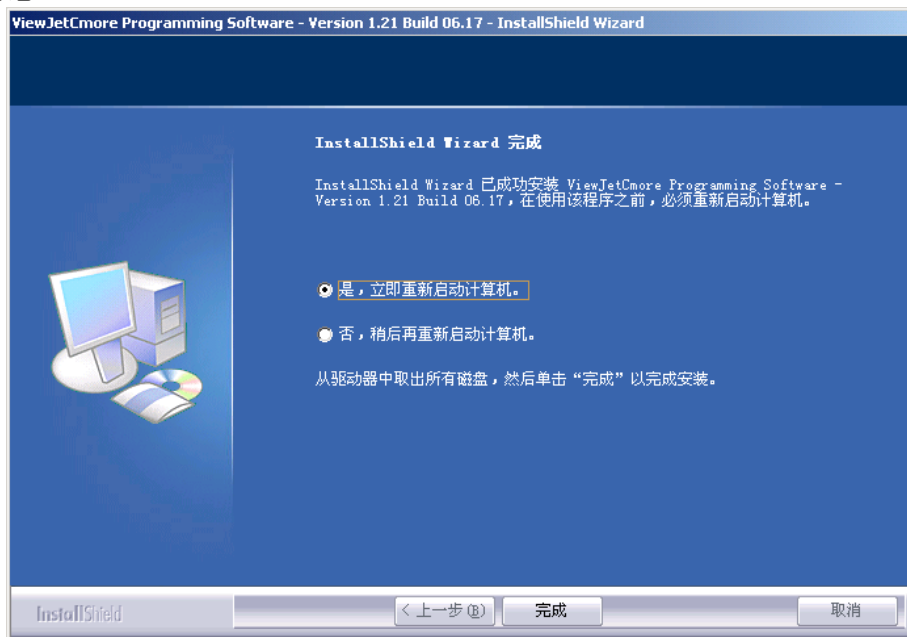 ViewJetCmore Programming Software - Version 1.21 Build 06.17 - InstallShield Wizard
InstallShield Wizard 完成
InstallShield Wizard 已成功安装 ViewJetCmore Programming Software -
Version 1.21 Build 06.17，在使用该程序之前，必须重新启动计算机。
是，立即重新启动计算机。
否，稍后再重新启动计算机。
从驱动器中取出所有磁盘，然后单击“完成”以完成安装。
InstallShield
< 上一步(B)
完成
取消